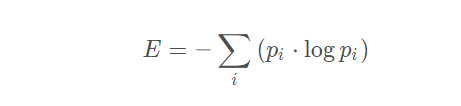 E = − ∑_i (p_i · log p_i)